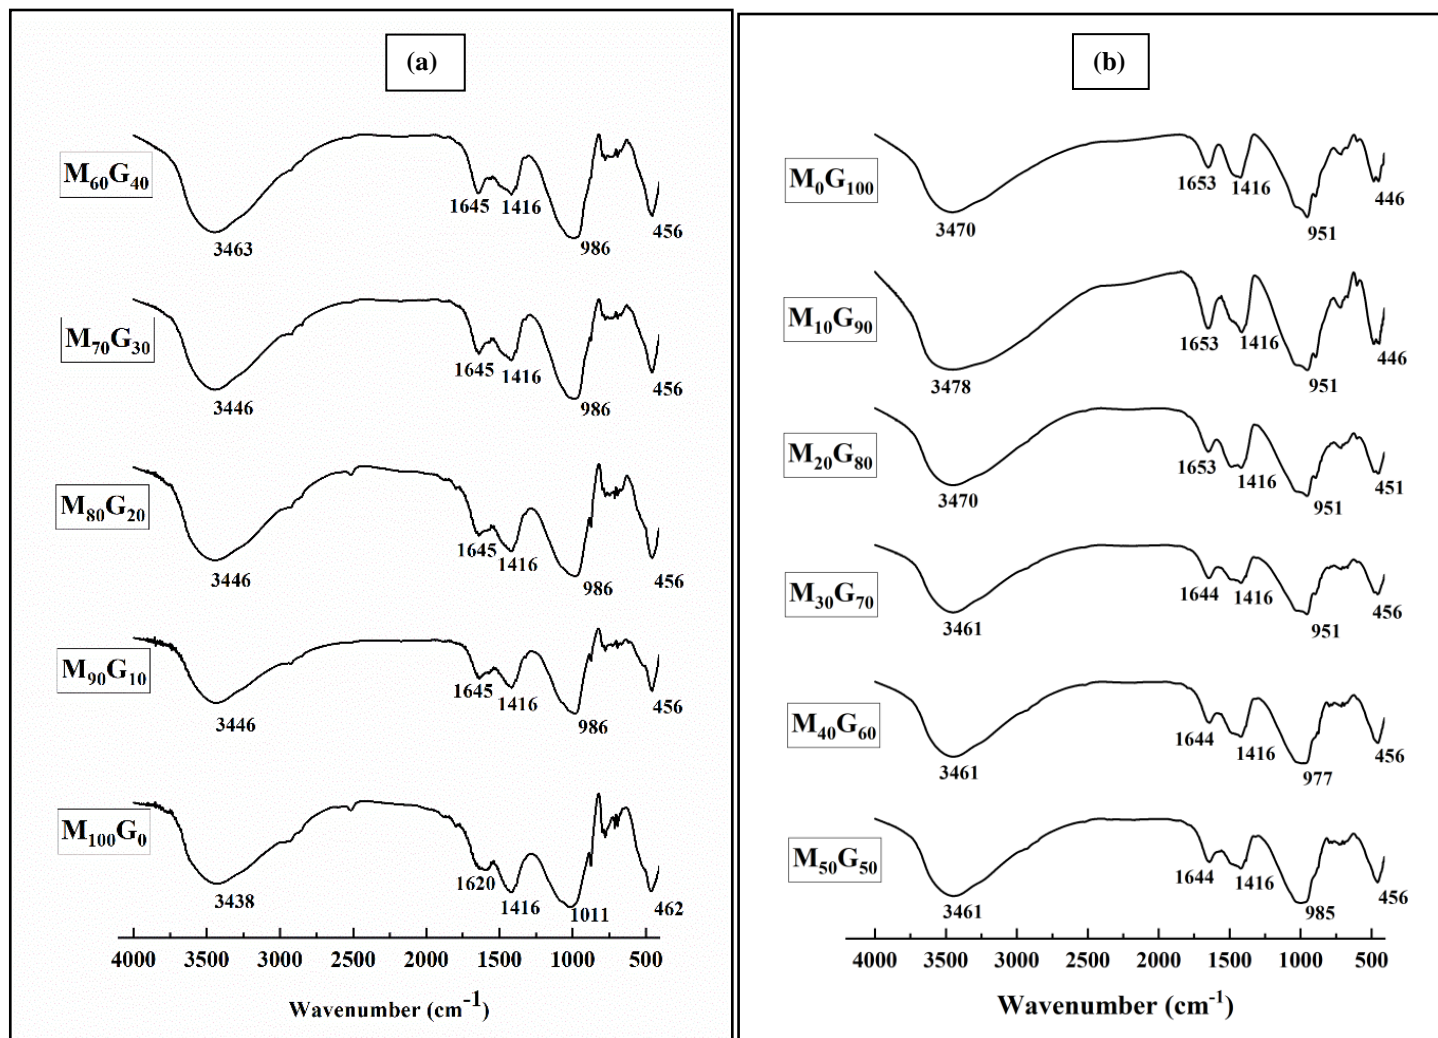 (a)
M₆₀G₄₀
3463 1645 1416 986 456
M₇₀G₃₀
3446 1645 1416 986 456
M₈₀G₂₀
3446 1645 1416 986 456
M₉₀G₁₀
3446 1645 1416 986 456
M₁₀₀G₀
3438 1620 1416 1011 462
4000 3500 3000 2500 2000 1500 1000 500
Wavenumber (cm⁻¹)
(b)
M₀G₁₀₀
3470 1653 1416 951 446
M₁₀G₉₀
3478 1653 1416 951 446
M₂₀G₈₀
3470 1653 1416 951 451
M₃₀G₇₀
3461 1644 1416 951 456
M₄₀G₆₀
3461 1644 1416 977 456
M₅₀G₅₀
3461 1644 1416 985 456
4000 3500 3000 2500 2000 1500 1000 500
Wavenumber (cm⁻¹)